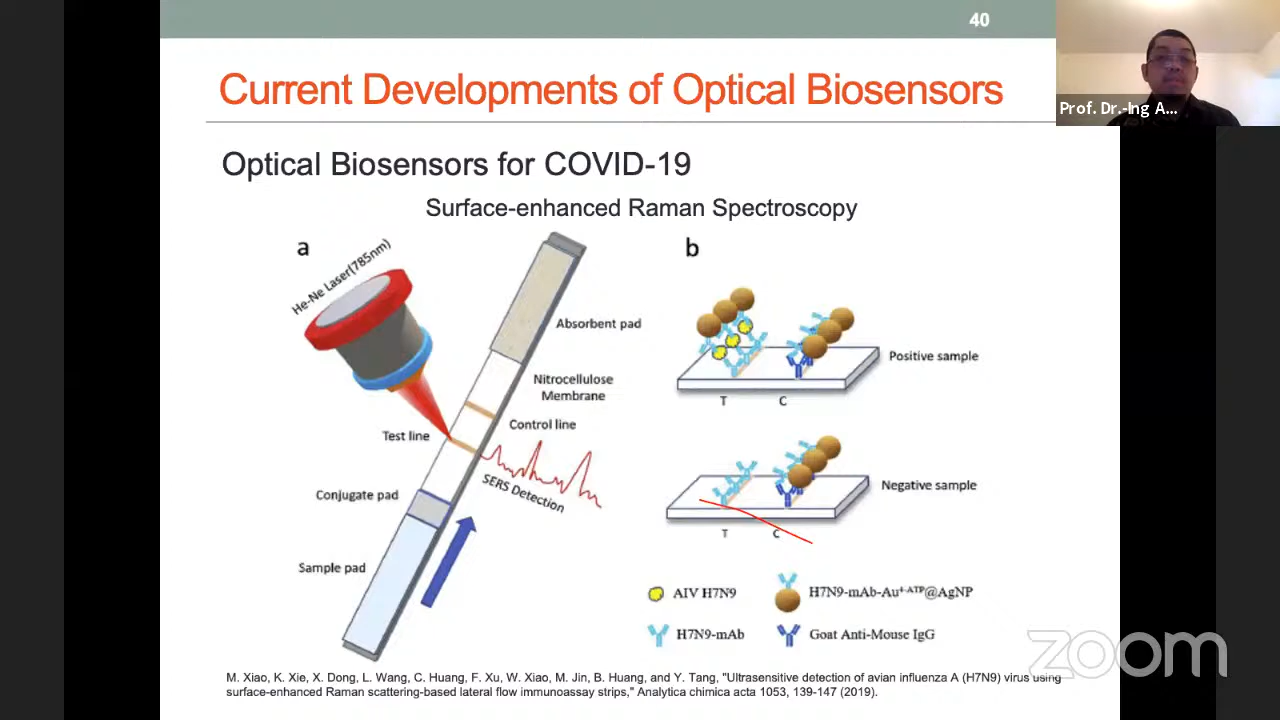 40
Prof. Dr.-Ing A...
Current Developments of Optical Biosensors
Optical Biosensors for COVID-19
Surface-enhanced Raman Spectroscopy
a
He-Ne Laser(785nm)
Absorbent pad
Nitrocellulose
Membrane
Control line
Test line
SERS Detection
Conjugate pad
Sample pad
b
Positive sample
T C
Negative sample
T C
AIV H7N9
H7N9-mAb-Au⁴⁻ᴬᵀᴾ@AgNP
H7N9-mAb
Goat Anti-Mouse IgG
zoom
M. Xiao, K. Xie, X. Dong, L. Wang, C. Huang, F. Xu, W. Xiao, M. Jin, B. Huang, and Y. Tang, "Ultrasensitive detection of avian influenza A (H7N9) virus using
surface-enhanced Raman scattering-based lateral flow immunoassay strips," Analytica chimica acta 1053, 139-147 (2019).